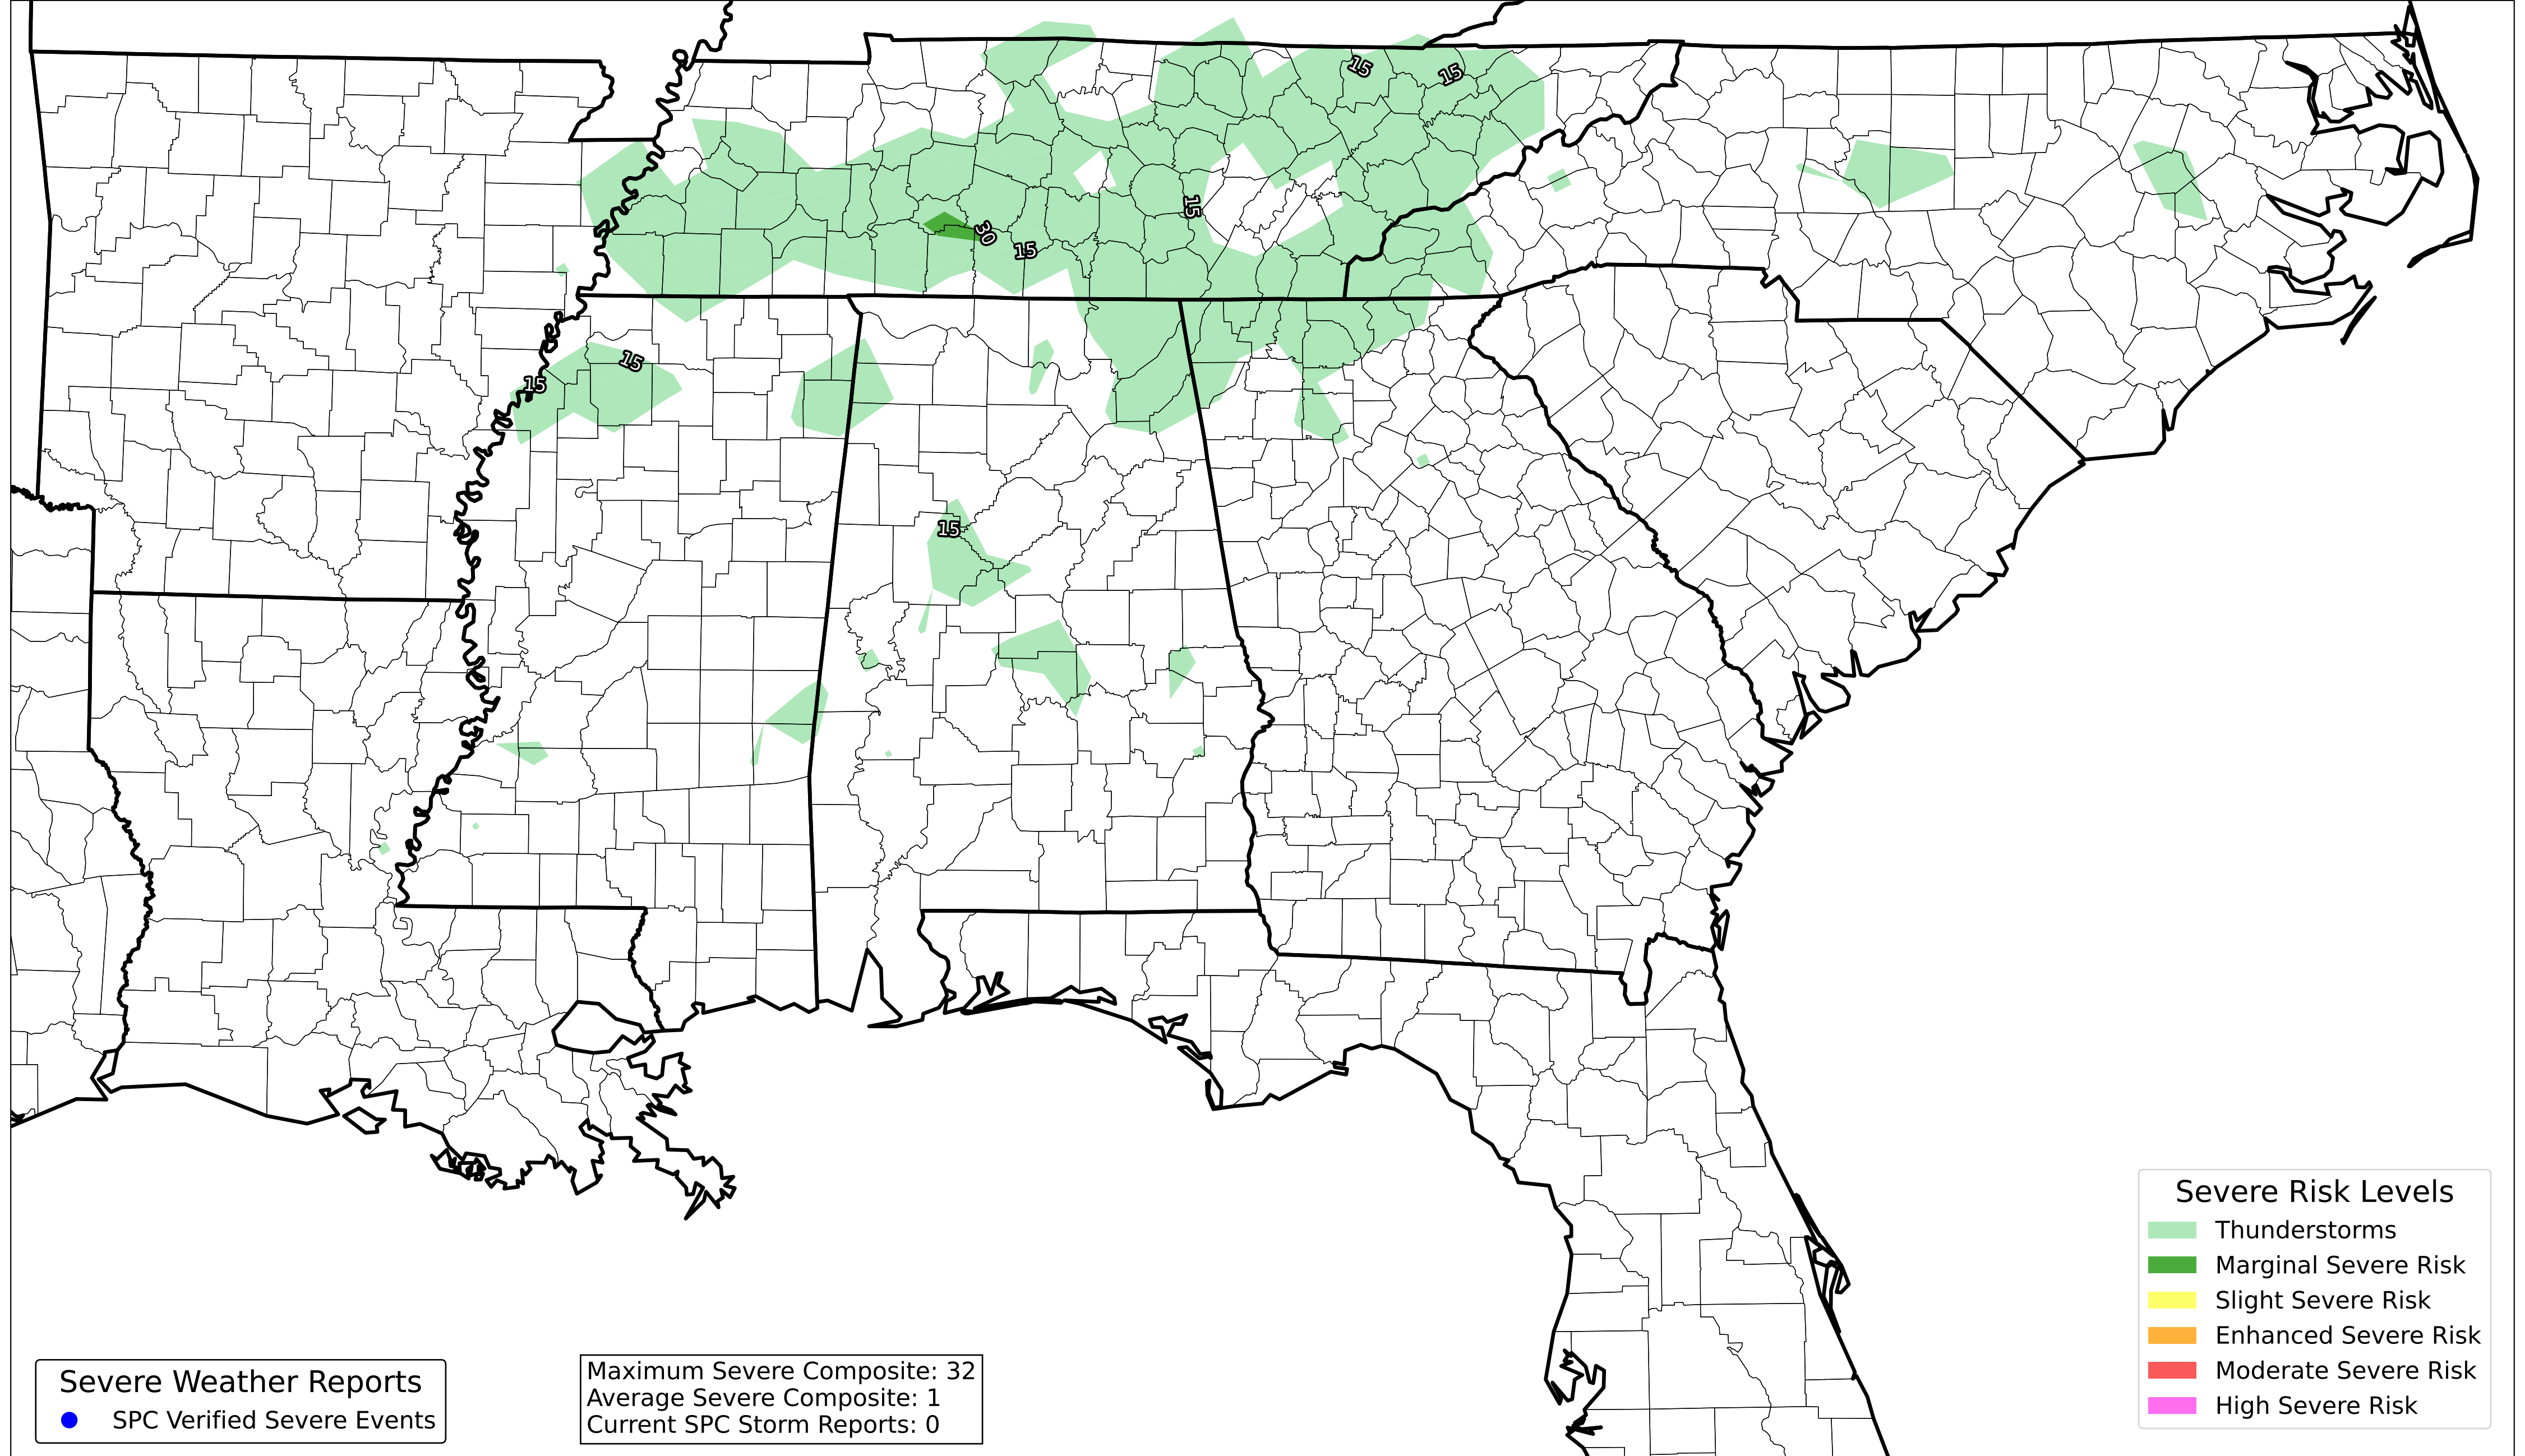 15
15
15
30
15
15
15
15
Severe Risk Levels
Thunderstorms
Marginal Severe Risk
Slight Severe Risk
Enhanced Severe Risk
Moderate Severe Risk
High Severe Risk
Severe Weather Reports
SPC Verified Severe Events
Maximum Severe Composite: 32
Average Severe Composite: 1
Current SPC Storm Reports: 0